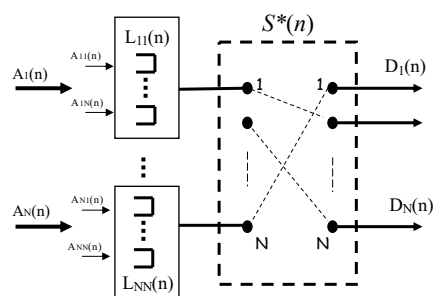 S*(n)
L11(n)
A1(n)
A11(n)
A1N(n)
1 1
D1(n)
AN(n)
AN1(n)
ANN(n)
N N
DN(n)
LNN(n)